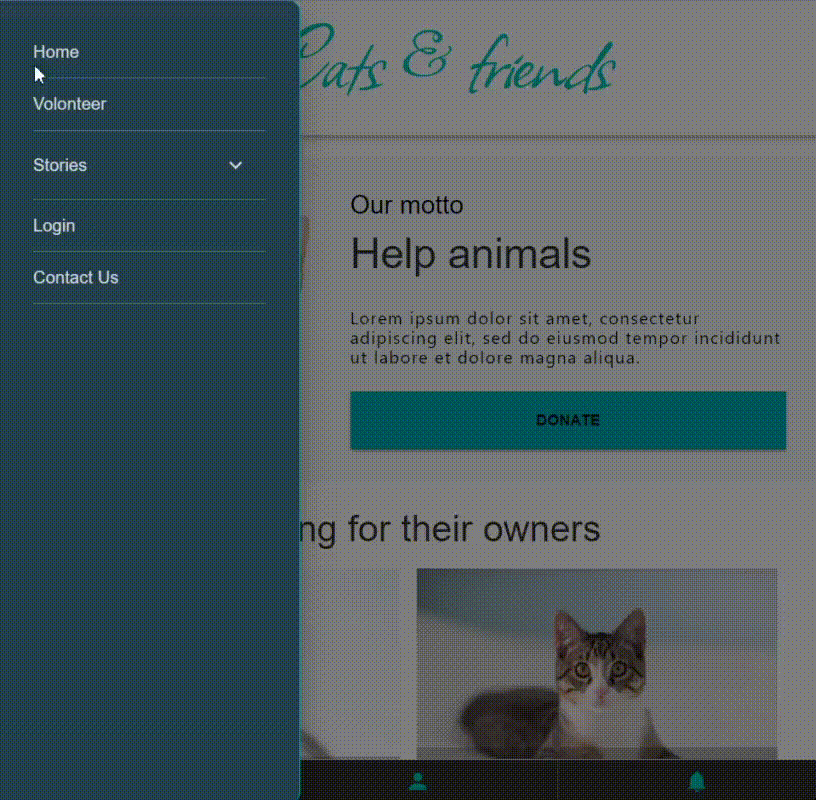 Home
Volonteer
Stories
Login
Contact Us
Cats & friends
Our motto
Help animals
Lorem ipsum dolor sit amet, consectetur
adipiscing elit, sed do eiusmod tempor incididunt
ut labore et dolore magna aliqua.
DONATE
ng for their owners